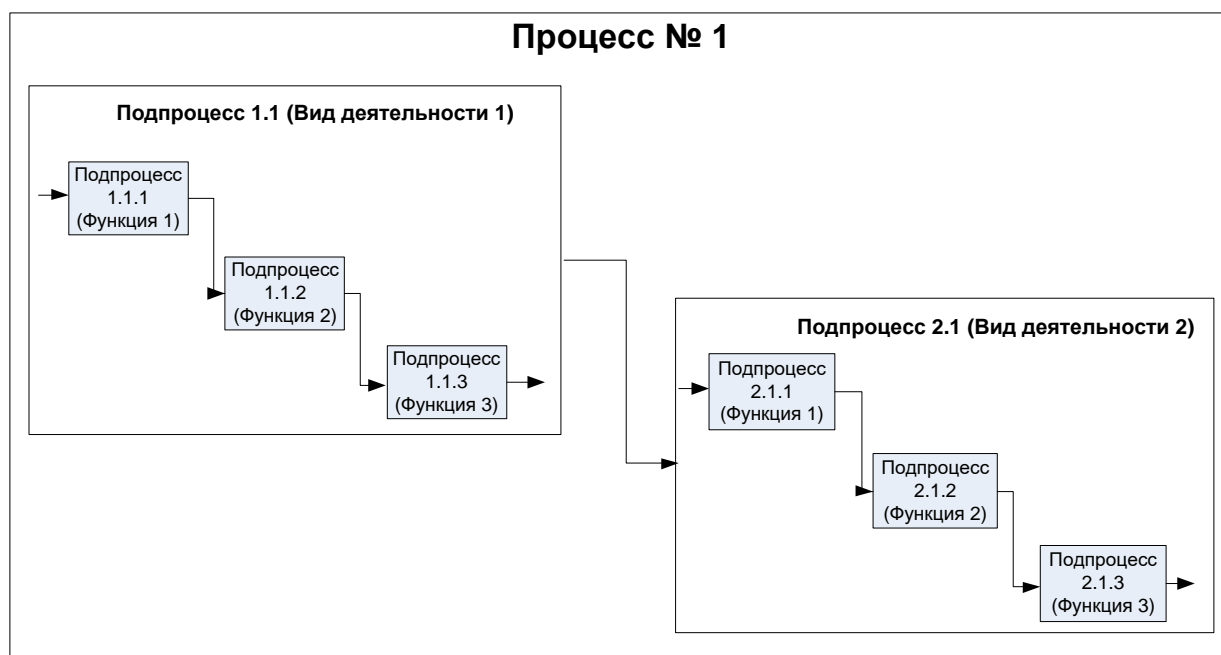 Процесс № 1
Подпроцесс 1.1 (Вид деятельности 1)
Подпроцесс
1.1.1
(Функция 1)
Подпроцесс
1.1.2
(Функция 2)
Подпроцесс
1.1.3
(Функция 3)
Подпроцесс 2.1 (Вид деятельности 2)
Подпроцесс
2.1.1
(Функция 1)
Подпроцесс
2.1.2
(Функция 2)
Подпроцесс
2.1.3
(Функция 3)